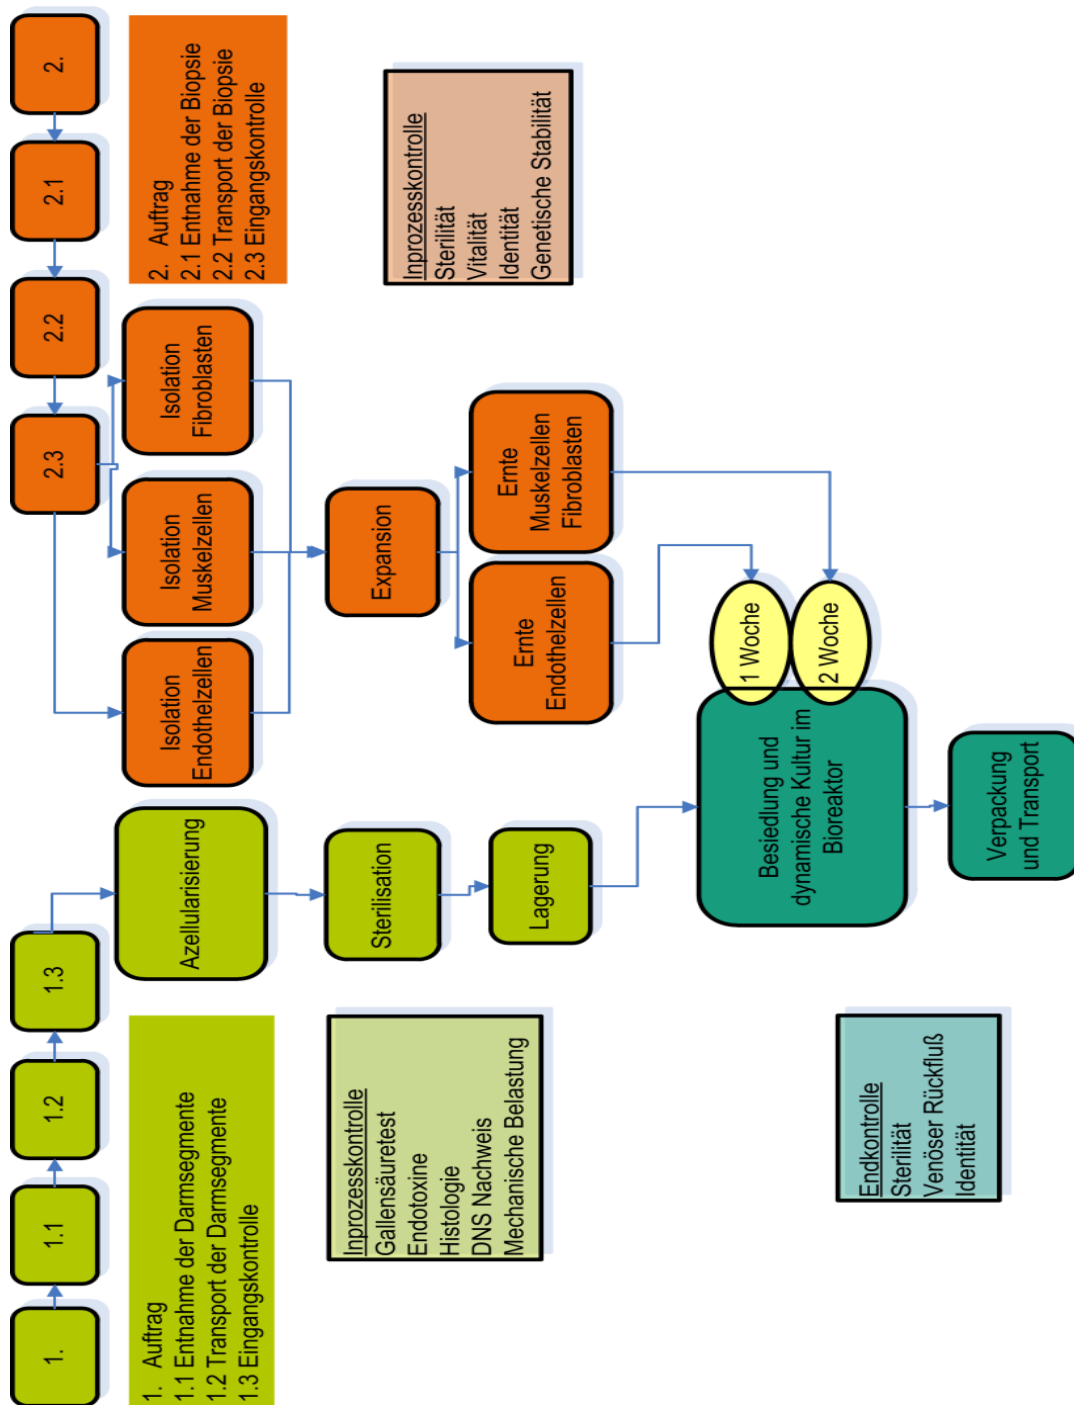 1.
1.1
1.2
1.3
2.3
2.2
2.1
2.
1. Auftrag
1.1 Entnahme der Darmsegmente
1.2 Transport der Darmsegmente
1.3 Eingangskontrolle
Azellularisierung
Isolation
Endothelzellen
Isolation
Muskelzellen
Isolation
Fibroblasten
2. Auftrag
2.1 Entnahme der Biopsie
2.2 Transport der Biopsie
2.3 Eingangskontrolle
Inprozesskontrolle
Gallensäuretest
Endotoxine
Histologie
DNS Nachweis
Mechanische Belastung
Sterilisation
Expansion
Inprozesskontrolle
Sterilität
Vitalität
Identität
Genetische Stabilität
Lagerung
Ernte
Endothelzellen
Ernte
Muskelzellen
Fibroblasten
Besiedlung und
dynamische Kultur im
Bioreaktor
1 Woche
2 Woche
Endkontrolle
Sterilität
Venöser Rückfluß
Identität
Verpackung
und Transport